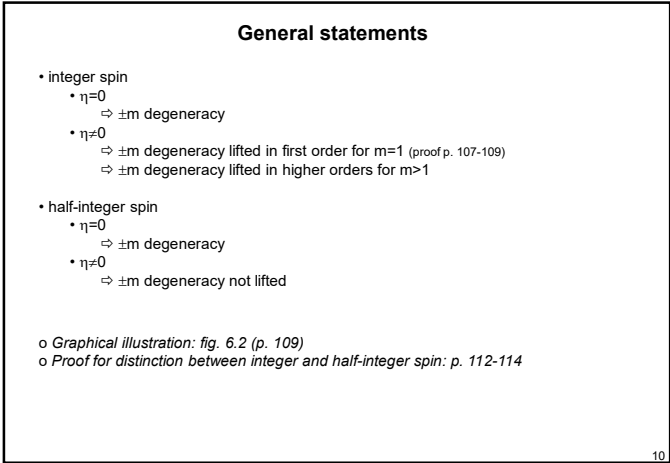 General statements
• integer spin
• η=0
⇨ ±m degeneracy
• η≠0
⇨ ±m degeneracy lifted in first order for m=1 (proof p. 107-109)
⇨ ±m degeneracy lifted in higher orders for m>1
• half-integer spin
• η=0
⇨ ±m degeneracy
• η≠0
⇨ ±m degeneracy not lifted
o Graphical illustration: fig. 6.2 (p. 109)
o Proof for distinction between integer and half-integer spin: p. 112-114
10